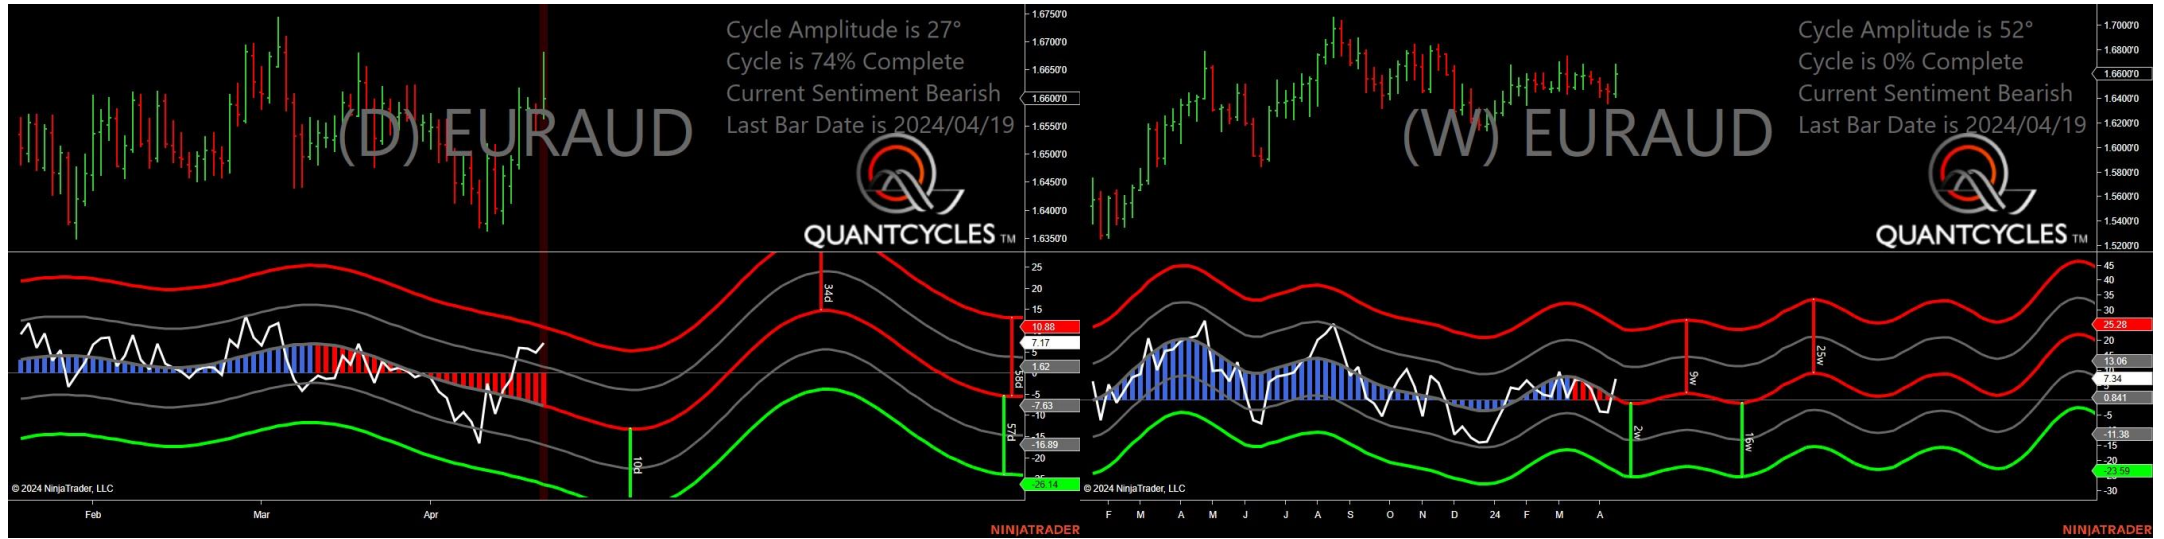 Cycle Amplitude is 27°
Cycle is 74% Complete
Current Sentiment Bearish
Last Bar Date is 2024/04/19
(D) EURAUD
QUANTCYCLES TM
1.6750'0
1.6700'0
1.6650'0
1.6600'0
1.6550'0
1.6500'0
1.6450'0
1.6400'0
1.6350'0
25
20
15
10.88
7.17
5
1.62
0
-5
-7.63
-10
-15
-16.89
-20
-26.14
34d
58d
57d
10d
© 2024 NinjaTrader, LLC
Feb
Mar
Apr
NINJATRADER
Cycle Amplitude is 52°
Cycle is 0% Complete
Current Sentiment Bearish
Last Bar Date is 2024/04/19
(W) EURAUD
QUANTCYCLES TM
1.7000'0
1.6800'0
1.6600'0
1.6400'0
1.6200'0
1.6000'0
1.5800'0
1.5600'0
1.5400'0
1.5200'0
45
40
35
30
25.28
20
13.06
7.34
0.841
-5
-11.38
-15
-20
-23.59
-30
9w
25w
2w
16w
© 2024 NinjaTrader, LLC
F
M
A
M
J
J
A
S
O
N
D
24
F
M
A
NINJATRADER